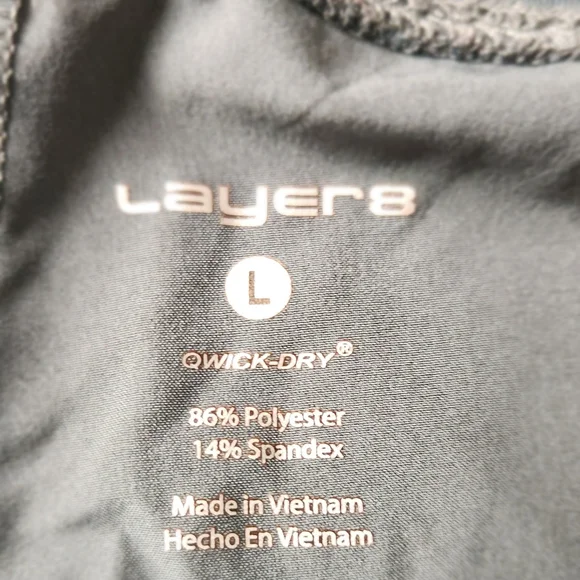 Layer8
L
QWICK-DRY®
86% Polyester
14% Spandex
Made in Vietnam
Hecho En Vietnam